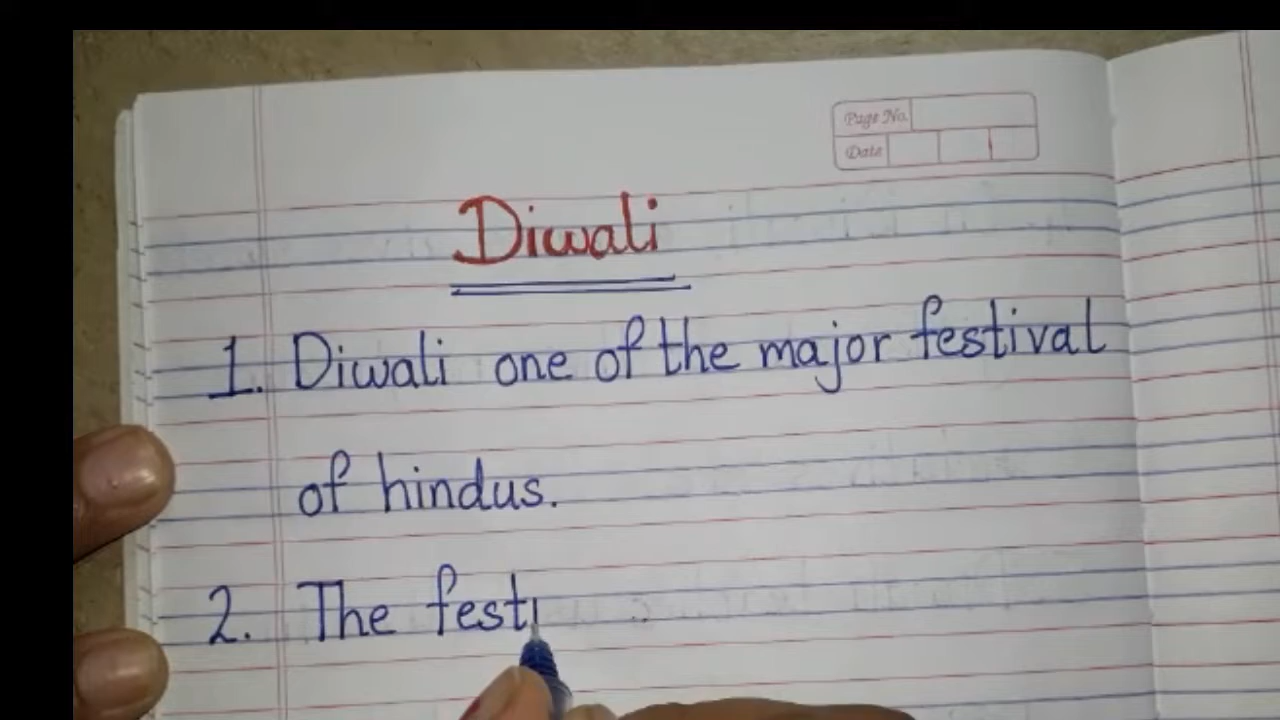 Page No.
Date
Diwali
1. Diwali one of the major festival
of hindus.
2. The festi